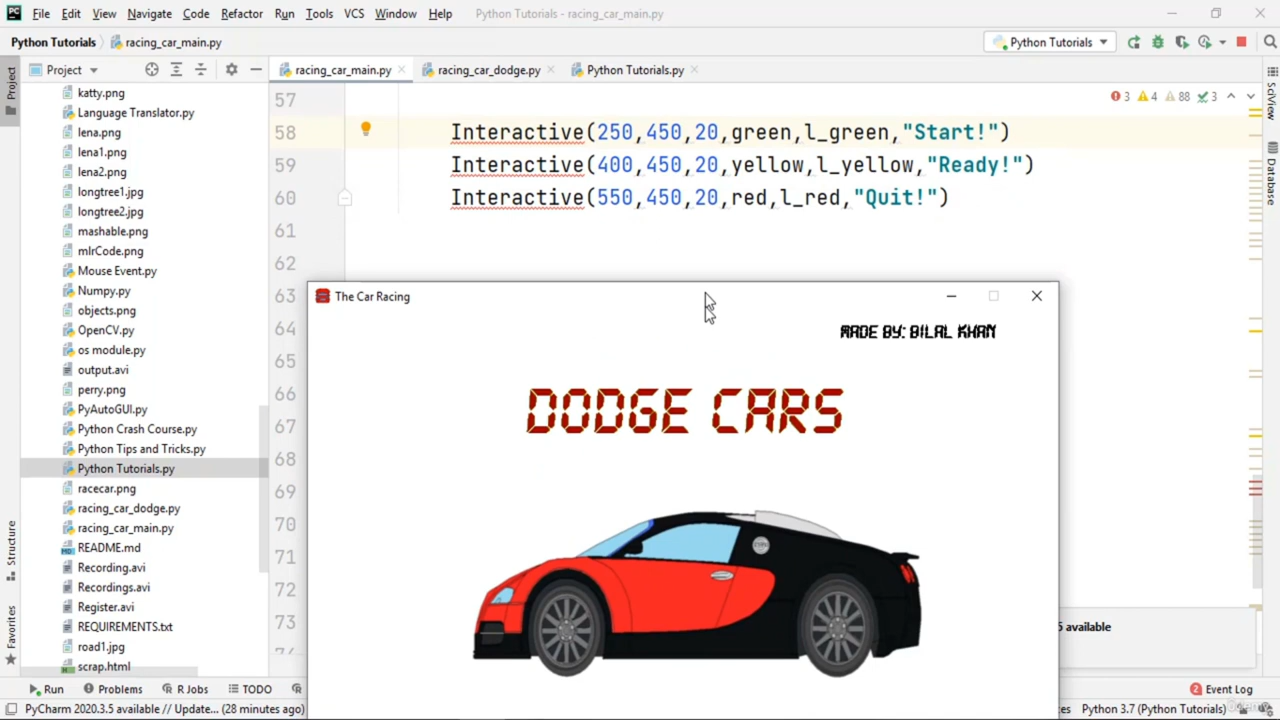 PC File Edit View Navigate Code Refactor Run Tools VCS Window Help Python Tutorials - racing_car_main.py
Python Tutorials racing_car_main.py Python Tutorials
Project racing_car_main.py racing_car_dodge.py Python Tutorials.py
Project
Structure
Favorites
SciView
Database
katty.png
Language Translator.py
lena.png
lena1.png
lena2.png
longtree1.jpg
longtree2.jpg
mashable.png
mlrCode.png
Mouse Event.py
Numpy.py
objects.png
OpenCV.py
os module.py
output.avi
perry.png
PyAutoGUI.py
Python Crash Course.py
Python Tips and Tricks.py
Python Tutorials.py
racecar.png
racing_car_dodge.py
racing_car_main.py
README.md
Recording.avi
Recordings.avi
Register.avi
REQUIREMENTS.txt
road1.jpg
scrap.html
3 4 88 3
57
58 Interactive(250,450,20,green,l_green,"Start!")
59 Interactive(400,450,20,yellow,l_yellow,"Ready!")
60 Interactive(550,450,20,red,l_red,"Quit!")
61
62
63
64
65
66
67
68
69
70
71
72
73
The Car Racing
MADE BY: BILAL KHAN
DODGE CARS
available
Run Problems R Jobs TODO 2 Event Log
PyCharm 2020.3.5 available // Update... (28 minutes ago) Python 3.7 (Python Tutorials)